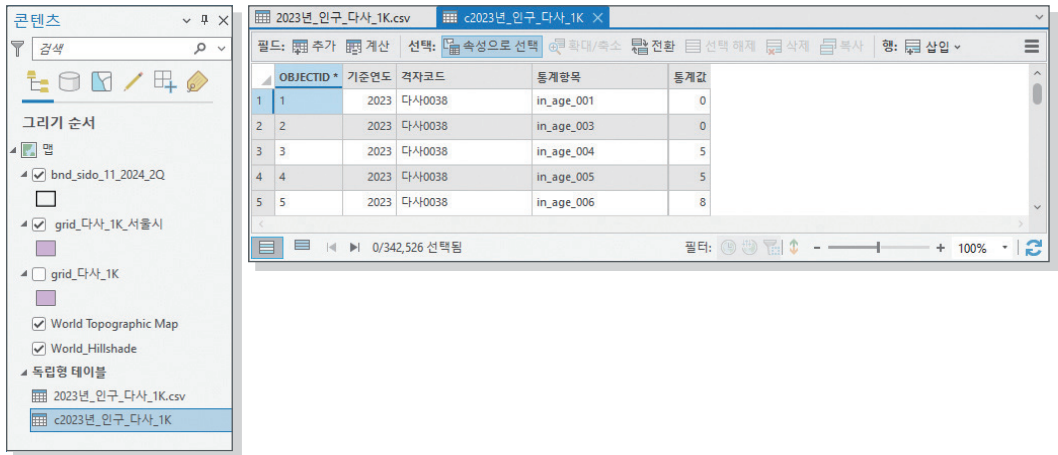 콘텐츠
검색
그리기 순서
맵
bnd_sido_11_2024_2Q
grid_다사_1K_서울시
grid_다사_1K
World Topographic Map
World_Hillshade
독립형 테이블
2023년_인구_다사_1K.csv
c2023년_인구_다사_1K
2023년_인구_다사_1K.csv c2023년_인구_다사_1K
필드: 추가 계산 선택: 속성으로 선택 확대/축소 전환 선택 해제 삭제 복사 행: 삽입
OBJECTID * 기준연도 격자코드 통계항목 통계값
1 1 2023 다사0038 in_age_001 0
2 2 2023 다사0038 in_age_003 0
3 3 2023 다사0038 in_age_004 5
4 4 2023 다사0038 in_age_005 5
5 5 2023 다사0038 in_age_006 8
0/342,526 선택됨 필터: - + 100%